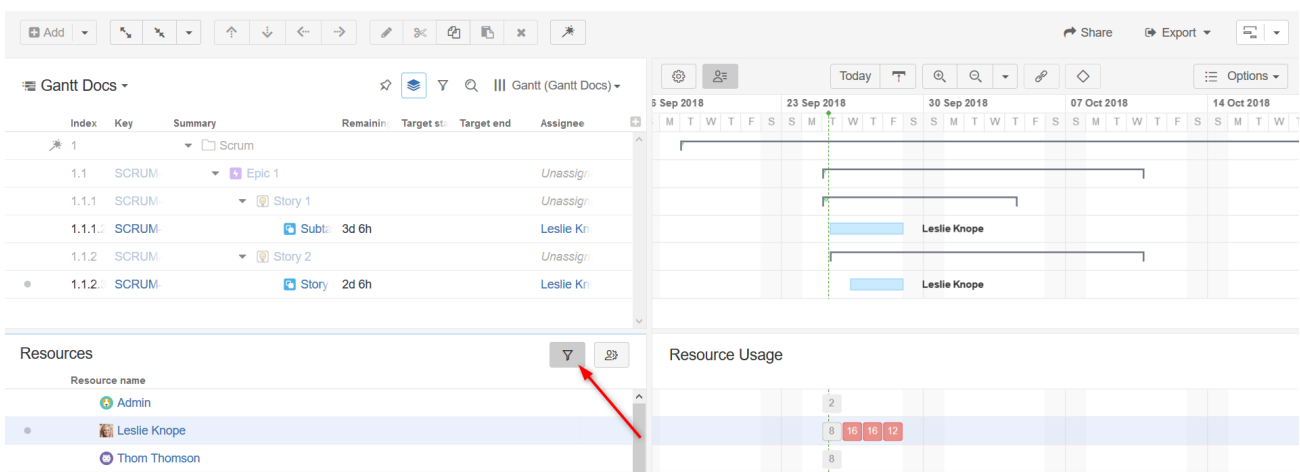 Add
Share
Export
Gantt Docs
Gantt (Gantt Docs)
Today
Options
Index Key Summary Remaining Target sta Target end Assignee
Sep 2018 23 Sep 2018 30 Sep 2018 07 Oct 2018 14 Oct 2018
M T W T F S S M T W T F S S M T W T F S S M T W T F S S M T W
1 Scrum
1.1 SCRUM- Epic 1 Unassign
1.1.1 SCRUM- Story 1 Unassign
1.1.1. SCRUM- Subta 3d 6h Leslie Kn Leslie Knope
1.1.2 SCRUM- Story 2 Unassign
1.1.2. SCRUM- Story 2d 6h Leslie Kn Leslie Knope
Resources
Resource Usage
Resource name
Admin 2
Leslie Knope 8 16 16 12
Thom Thomson 8